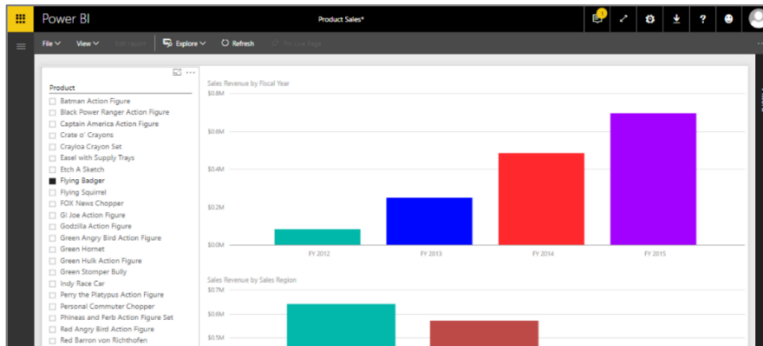 Power BI
Product Sales*
File
View
Edit report
Explore
Refresh
Pin Live Page
Product
Batman Action Figure
Black Power Ranger Action Figure
Captain America Action Figure
Crate o' Crayons
Crayloa Crayon Set
Easel with Supply Trays
Etch A Sketch
Flying Badger
Flying Squirrel
FOX News Chopper
GI Joe Action Figure
Godzilla Action Figure
Green Angry Bird Action Figure
Green Hornet
Green Hulk Action Figure
Green Stomper Bully
Indy Race Car
Perry the Platypus Action Figure
Personal Commuter Chopper
Phineas and Ferb Action Figure Set
Red Angry Bird Action Figure
Red Barron von Richthofen
Sales Revenue by Fiscal Year
$0.8M
$0.6M
$0.4M
$0.2M
$0.0M
FY 2012
FY 2013
FY 2014
FY 2015
Sales Revenue by Sales Region
$0.7M
$0.6M
$0.5M